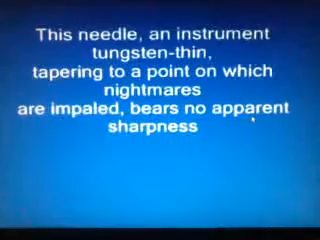 This needle, an instrument
tungsten-thin,
tapering to a point on which
nightmares
are impaled, bears no apparent
sharpness